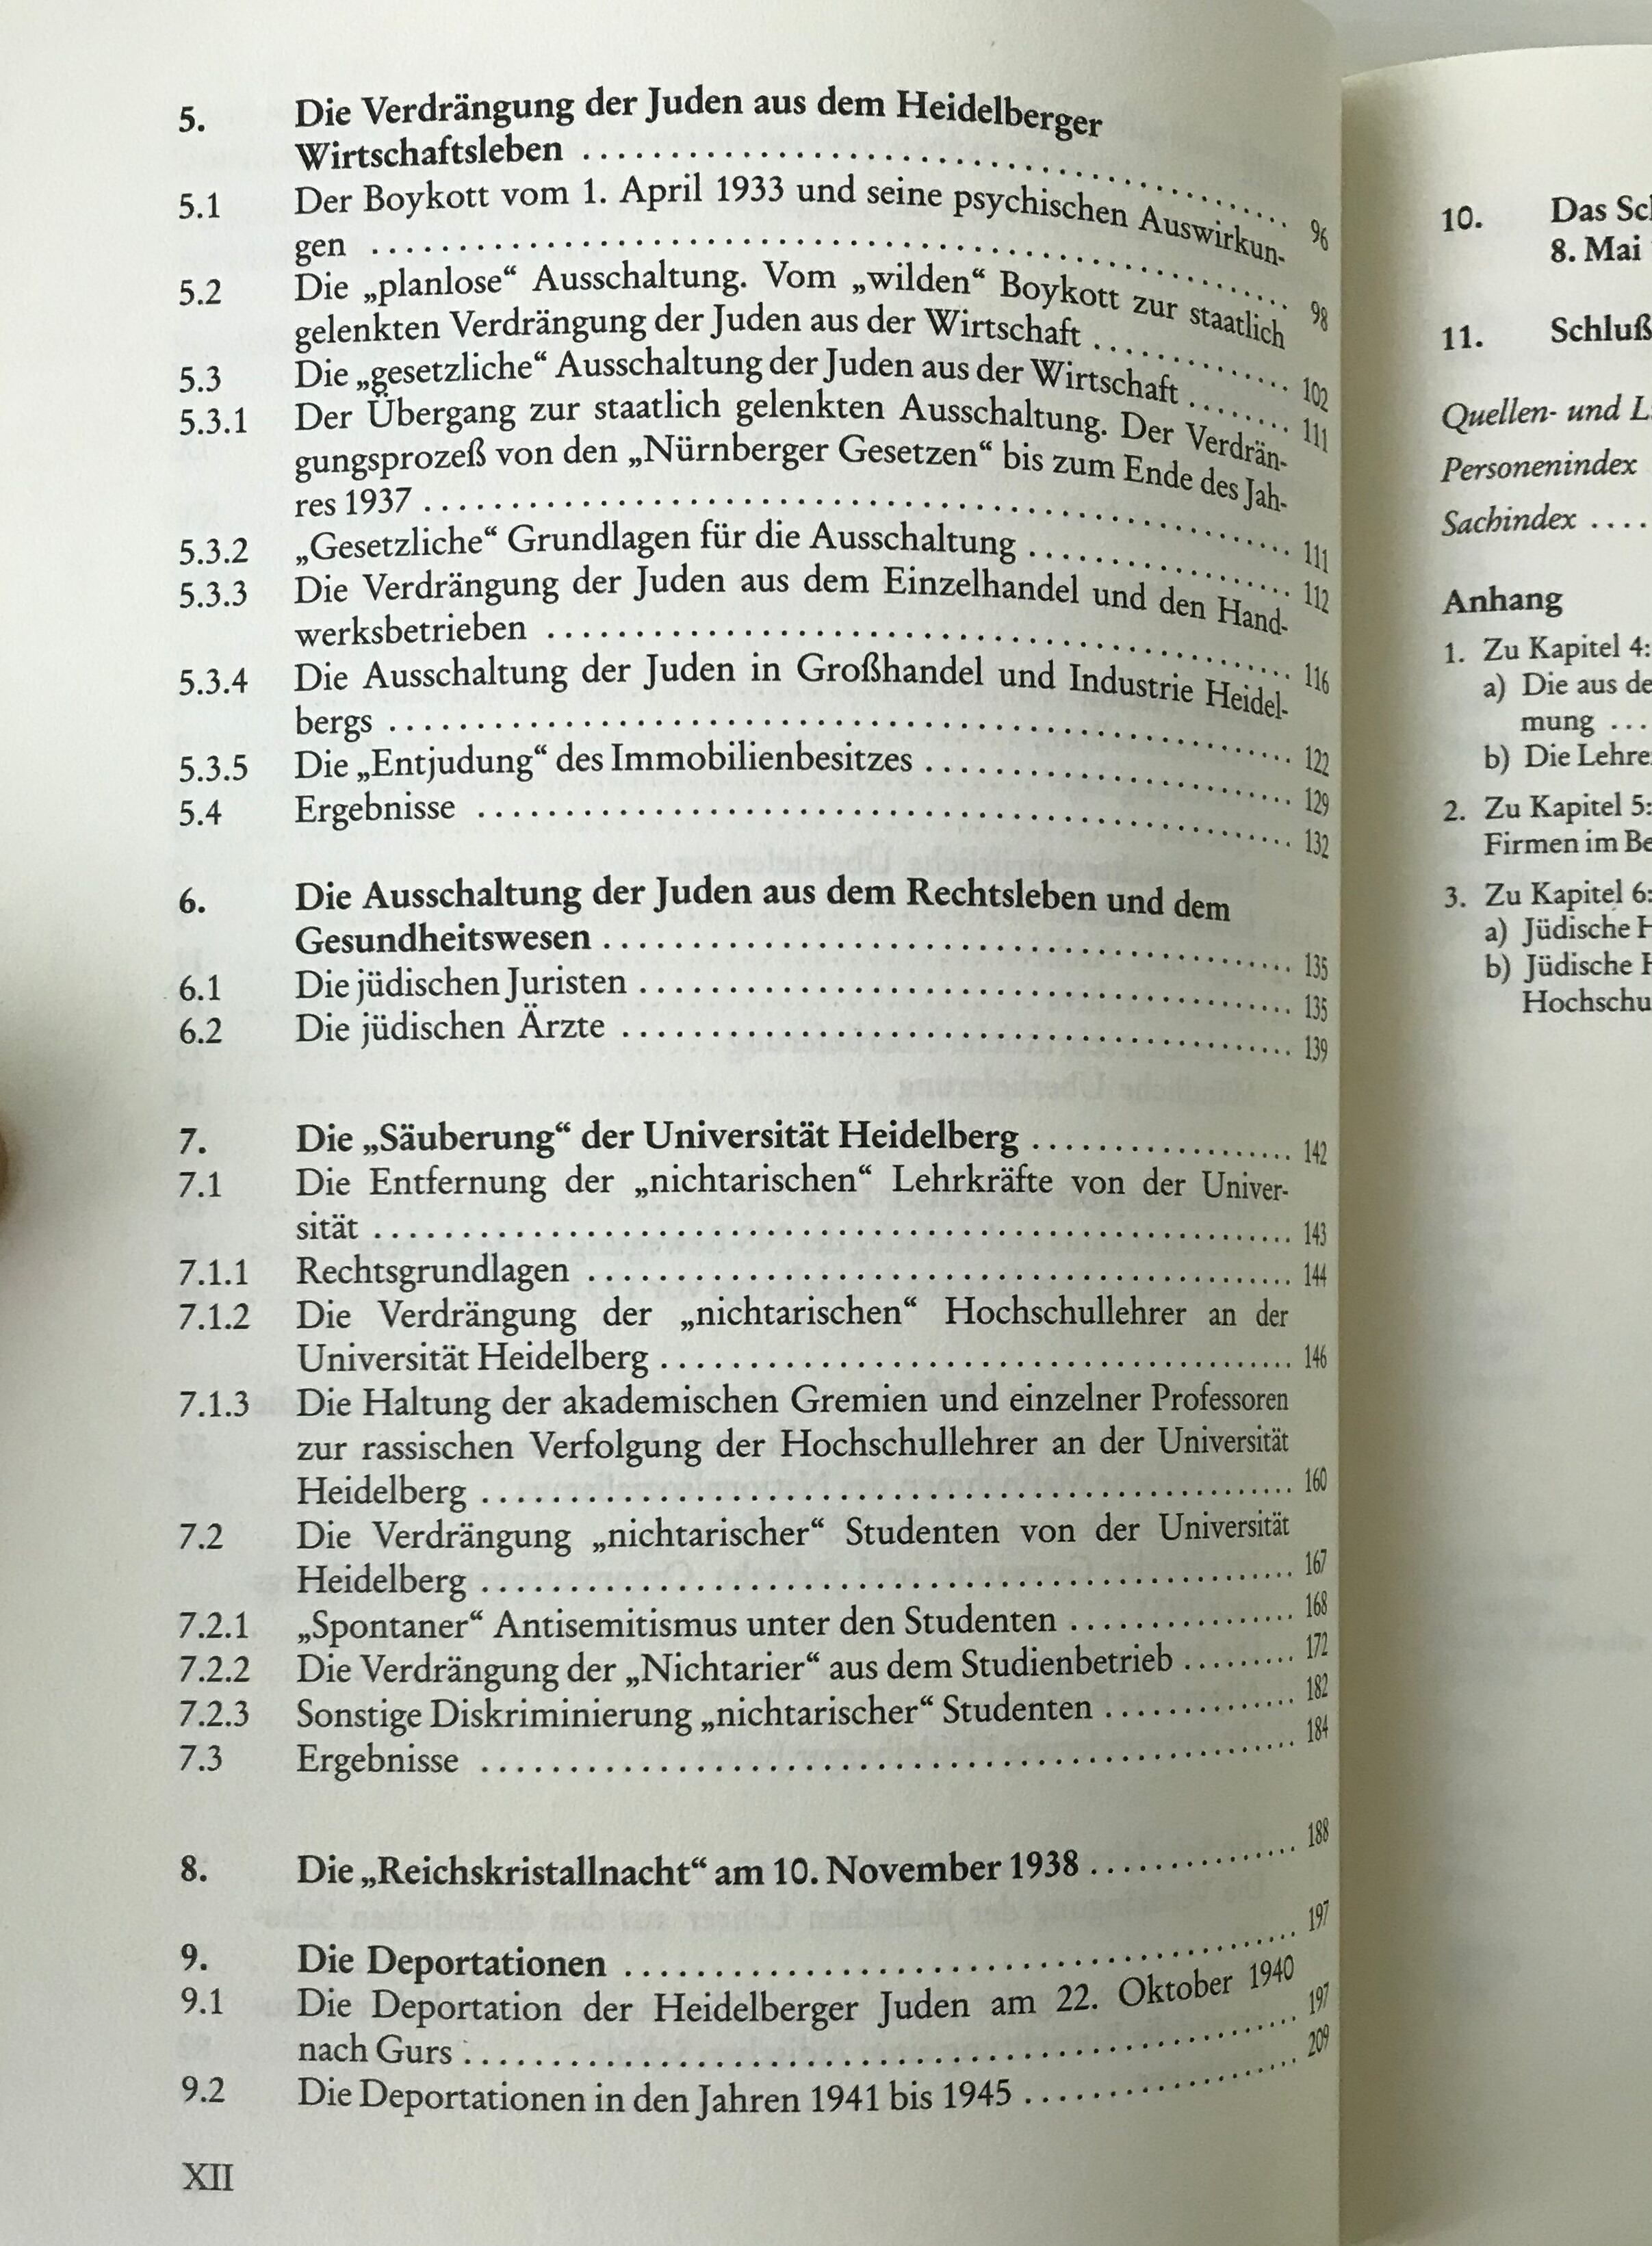 5. Die Verdrängung der Juden aus dem Heidelberger
Wirtschaftsleben .......... 96
5.1 Der Boykott vom 1. April 1933 und seine psychischen Auswirkun-
gen .......... 98
5.2 Die „planlose“ Ausschaltung. Vom „wilden“ Boykott zur staatlich
gelenkten Verdrängung der Juden aus der Wirtschaft .......... 102
5.3 Die „gesetzliche“ Ausschaltung der Juden aus der Wirtschaft .......... 111
5.3.1 Der Übergang zur staatlich gelenkten Ausschaltung. Der Verdrän-
gungsprozeß von den „Nürnberger Gesetzen“ bis zum Ende des Jah-
res 1937 .......... 111
5.3.2 „Gesetzliche“ Grundlagen für die Ausschaltung .......... 112
5.3.3 Die Verdrängung der Juden aus dem Einzelhandel und den Hand-
werksbetrieben .......... 116
5.3.4 Die Ausschaltung der Juden in Großhandel und Industrie Heidel-
bergs .......... 122
5.3.5 Die „Entjudung“ des Immobilienbesitzes .......... 129
5.4 Ergebnisse .......... 132
6. Die Ausschaltung der Juden aus dem Rechtsleben und dem
Gesundheitswesen .......... 135
6.1 Die jüdischen Juristen .......... 135
6.2 Die jüdischen Ärzte .......... 139
7. Die „Säuberung“ der Universität Heidelberg .......... 142
7.1 Die Entfernung der „nichtarischen“ Lehrkräfte von der Univer-
sität .......... 143
7.1.1 Rechtsgrundlagen .......... 144
7.1.2 Die Verdrängung der „nichtarischen“ Hochschullehrer an der
Universität Heidelberg .......... 146
7.1.3 Die Haltung der akademischen Gremien und einzelner Professoren
zur rassischen Verfolgung der Hochschullehrer an der Universität
Heidelberg .......... 160
7.2 Die Verdrängung „nichtarischer“ Studenten von der Universität
Heidelberg .......... 167
7.2.1 „Spontaner“ Antisemitismus unter den Studenten .......... 168
7.2.2 Die Verdrängung der „Nichtarier“ aus dem Studienbetrieb .......... 172
7.2.3 Sonstige Diskriminierung „nichtarischer“ Studenten .......... 182
7.3 Ergebnisse .......... 184
8. Die „Reichskristallnacht“ am 10. November 1938 .......... 188
9. Die Deportationen .......... 197
9.1 Die Deportation der Heidelberger Juden am 22. Oktober 1940
nach Gurs .......... 197
9.2 Die Deportationen in den Jahren 1941 bis 1945 .......... 209
XII
10. Das
8. Mai
11.
Quellen- und
Personenindex
Sachindex ....
Anhang
1. Zu Kapitel 4:
a) Die aus
mung ...
b) Die
2. Zu Kapitel 5:
Firmen im
3. Zu Kapitel 6:
a) Jüdische
b) Jüdische